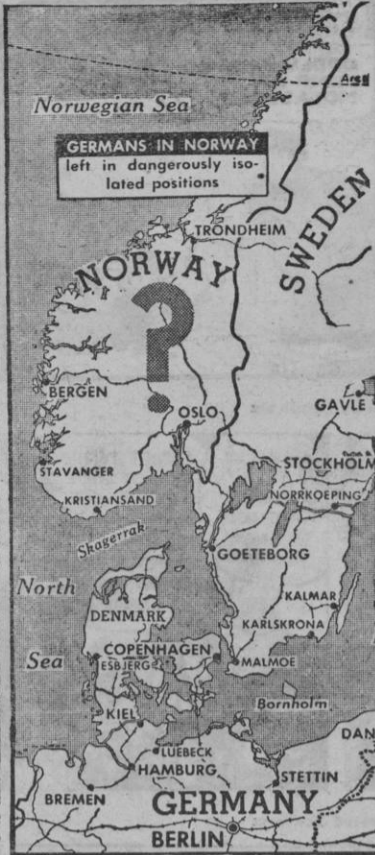 Arct
Norwegian Sea
GERMANS IN NORWAY
left in dangerously iso-
lated positions
TRONDHEIM
NORWAY
SWEDEN
?
BERGEN
OSLO
GAVLE
STAVANGER
STOCKHOLM
KRISTIANSAND
NORRKOEPING
Skagerrak
GOETEBORG
North
Sea
DENMARK
KALMAR
KARLSKRONA
COPENHAGEN
ESBJERG
MALMOE
Bornholm
KIEL
DAN
LUEBECK
HAMBURG
STETTIN
BREMEN
GERMANY
BERLIN